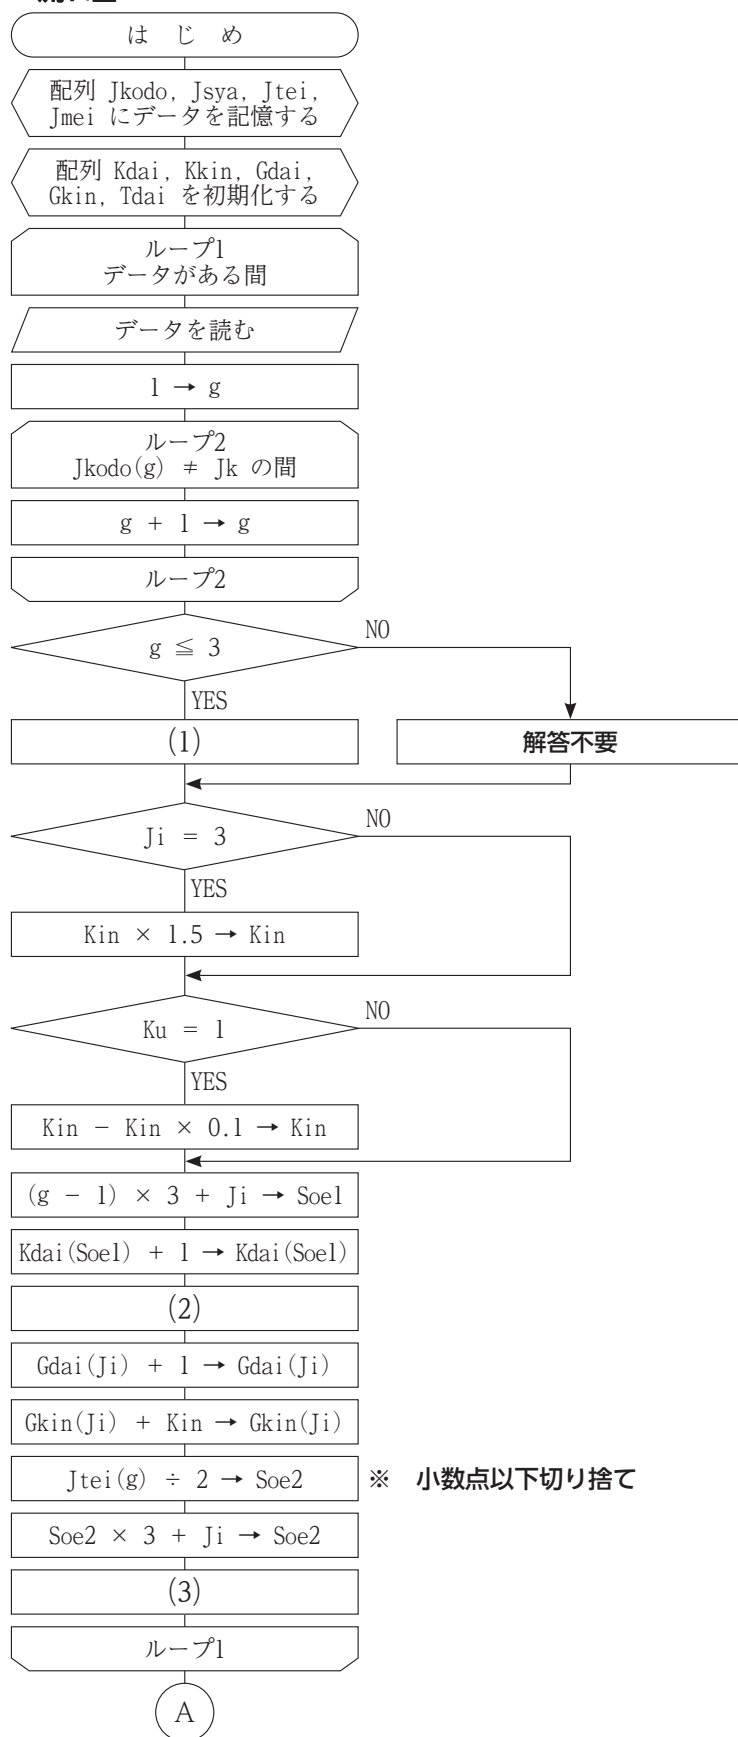 は じ め
配列 Jkodo, Jsya, Jtei,
Jmei にデータを記憶する
配列 Kdai, Kkin, Gdai,
Gkin, Tdai を初期化する
ループ1
データがある間
データを読む
1 → g
ループ2
Jkodo(g) ≠ Jk の間
g + 1 → g
ループ2
g ≦ 3
NO
YES
(1)
解答不要
Ji = 3
NO
YES
Kin × 1.5 → Kin
Ku = 1
NO
YES
Kin - Kin × 0.1 → Kin
(g - 1) × 3 + Ji → Soe1
Kdai(Soe1) + 1 → Kdai(Soe1)
(2)
Gdai(Ji) + 1 → Gdai(Ji)
Gkin(Ji) + Kin → Gkin(Ji)
Jtei(g) ÷ 2 → Soe2 ※ 小数点以下切り捨て
Soe2 × 3 + Ji → Soe2
(3)
ループ1
A